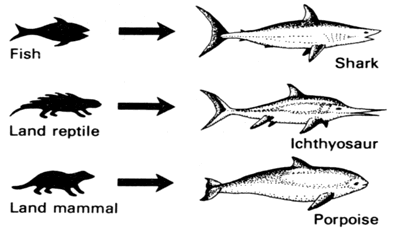 Fish
Shark
Land reptile
Ichthyosaur
Land mammal
Porpoise